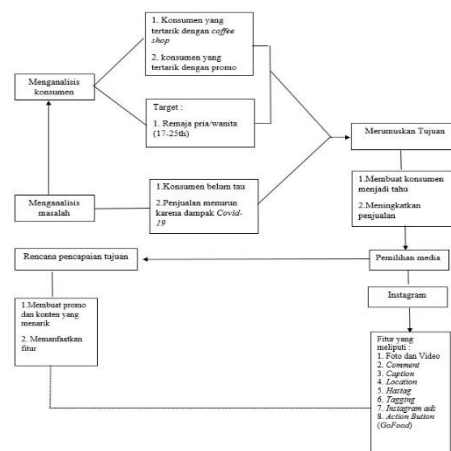 1. Konsumen yang
tertarik dengan coffee
shop
2. konsumen yang
tertarik dengan promo
Menganalisis
konsumen
Target :
1. Remaja pria/wanita
(17-25th)
Merumuskan Tujuan
Menganalisis
masalah
1.Konsumen belum tau
2.Penjualan menurun
karena dampak Covid-
19
1.Membuat konsumen
menjadi tahu
2. Meningkatkan
penjualan
Rencana pencapaian tujuan
Pemilihan media
Instagram
1.Membuat promo
dan konten yang
menarik
2. Memanfaatkan
fitur
Fitur yang
meliputi :
1. Foto dan Video
2. Comment
3. Caption
4. Location
5. Hastag
6. Tagging
7. Instagram ads
8. Action Button
(GoFood)